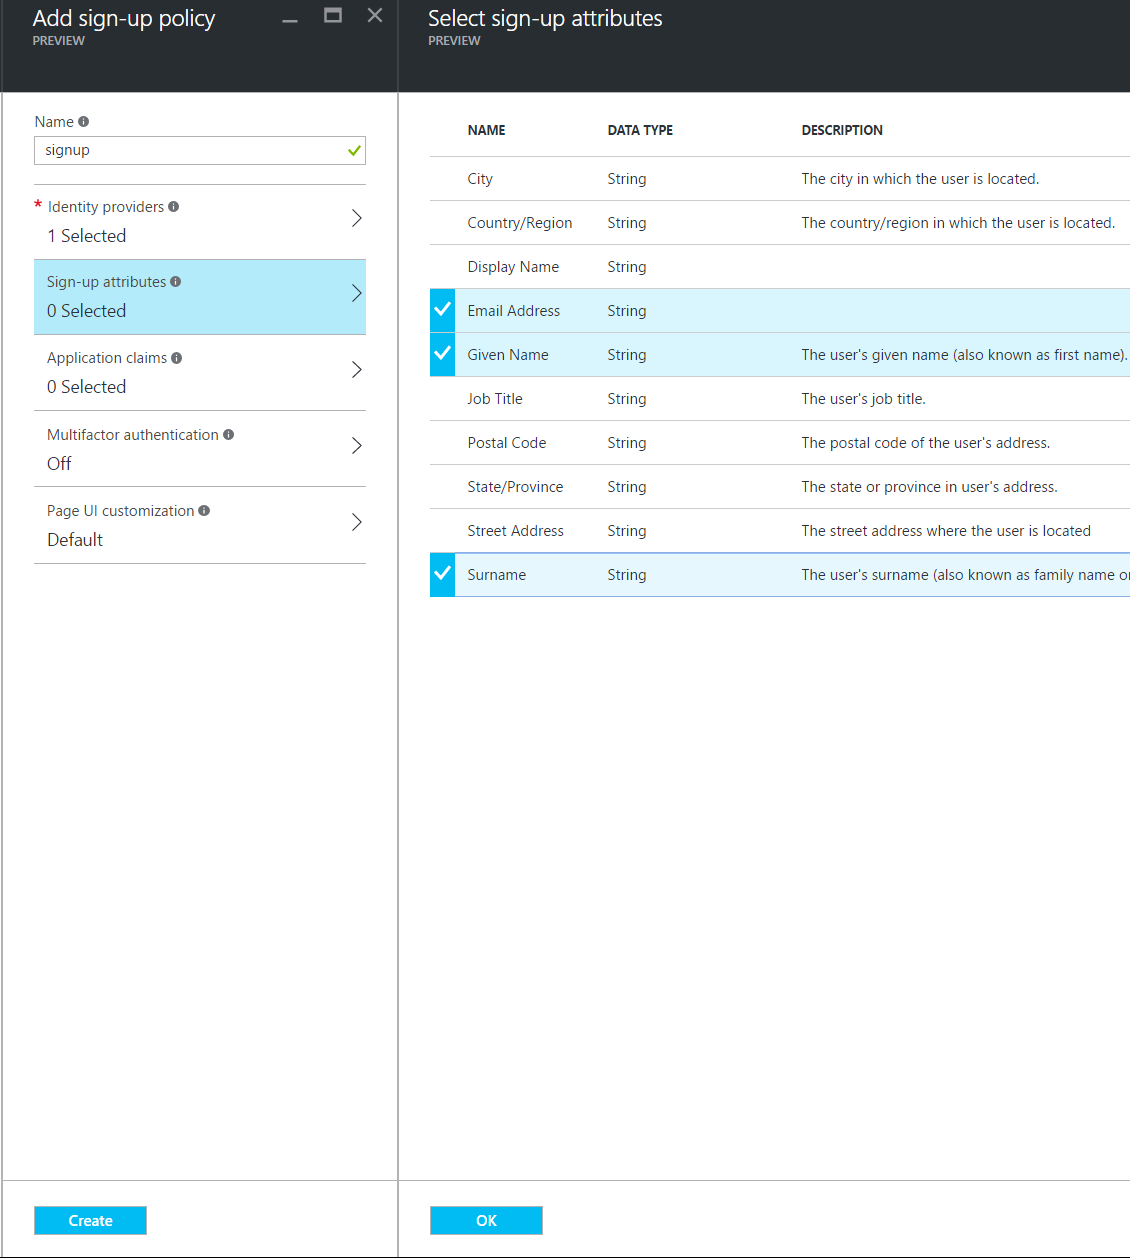 Add sign-up policy
PREVIEW
Name
signup
* Identity providers
1 Selected
Sign-up attributes
0 Selected
Application claims
0 Selected
Multifactor authentication
Off
Page UI customization
Default
Create
Select sign-up attributes
PREVIEW
NAME DATA TYPE DESCRIPTION
City String The city in which the user is located.
Country/Region String The country/region in which the user is located.
Display Name String
Email Address String
Given Name String The user's given name (also known as first name).
Job Title String The user's job title.
Postal Code String The postal code of the user's address.
State/Province String The state or province in user's address.
Street Address String The street address where the user is located
Surname String The user's surname (also known as family name or
OK